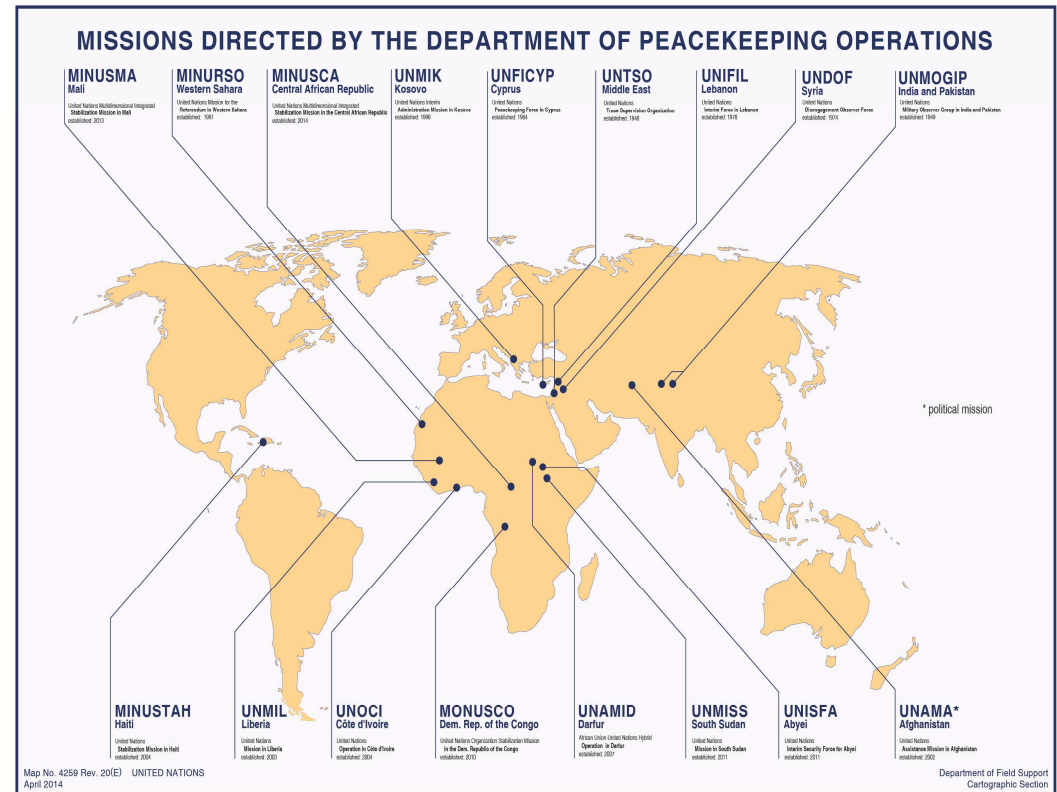 MISSIONS DIRECTED BY THE DEPARTMENT OF PEACEKEEPING OPERATIONS
MINUSMA
Mali
United Nations Multidimensional Integrated
Stabilization Mission in Mali
established: 2013
MINURSO
Western Sahara
United Nations Mission for the
Referendum in Western Sahara
established: 1991
MINUSCA
Central African Republic
United Nations Multidimensional Integrated
Stabilization Mission in the Central African Republic
established: 2014
UNMIK
Kosovo
United Nations Interim
Administration Mission in Kosovo
established: 1999
UNFICYP
Cyprus
United Nations
Peacekeeping Force in Cyprus
established: 1964
UNTSO
Middle East
United Nations
Truce Supervision Organization
established: 1948
UNIFIL
Lebanon
United Nations
Interim Force in Lebanon
established: 1978
UNDOF
Syria
United Nations
Disengagement Observer Force
established: 1974
UNMOGIP
India and Pakistan
United Nations
Military Observer Group in India and Pakistan
established: 1949
* political mission
MINUSTAH
Haiti
United Nations
Stabilization Mission in Haiti
established: 2004
UNMIL
Liberia
United Nations
Mission in Liberia
established: 2003
UNOCI
Côte d'Ivoire
United Nations
Operation in Côte d'Ivoire
established: 2004
MONUSCO
Dem. Rep. of the Congo
United Nations Organization Stabilization Mission
in the Dem. Republic of the Congo
established: 2010
UNAMID
Darfur
African Union-United Nations Hybrid
Operation in Darfur
established: 2007
UNMISS
South Sudan
United Nations
Mission in South Sudan
established: 2011
UNISFA
Abyei
United Nations
Interim Security Force for Abyei
established: 2011
UNAMA*
Afghanistan
United Nations
Assistance Mission in Afghanistan
established: 2002
Map No. 4259 Rev. 20(E) UNITED NATIONS
April 2014
Department of Field Support
Cartographic Section